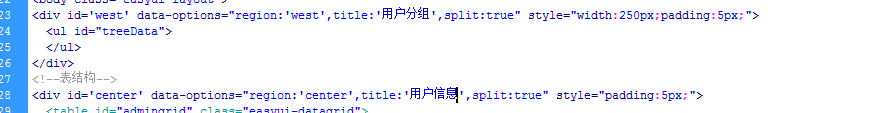 22 <body class="easyui-layout">
23 <div id='west' data-options="region:'west',title:'用户分组',split:true" style="width:250px;padding:5px;">
24 <ul id="treeData">
25 </ul>
26 </div>
27 <!--表结构-->
28 <div id='center' data-options="region:'center',title:'用户信息',split:true" style="padding:5px;">
29 <table id="admingrid" class="easyui-datagrid">